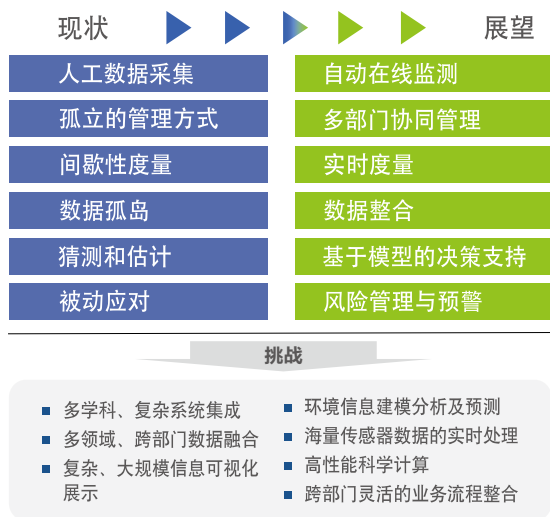 现状
展望
人工数据采集
自动在线监测
孤立的管理方式
多部门协同管理
间歇性度量
实时度量
数据孤岛
数据整合
猜测和估计
基于模型的决策支持
被动应对
风险管理与预警
挑战
多学科、复杂系统集成
多领域、跨部门数据融合
复杂、大规模信息可视化
展示
环境信息建模分析及预测
海量传感器数据的实时处理
高性能科学计算
跨部门灵活的业务流程整合